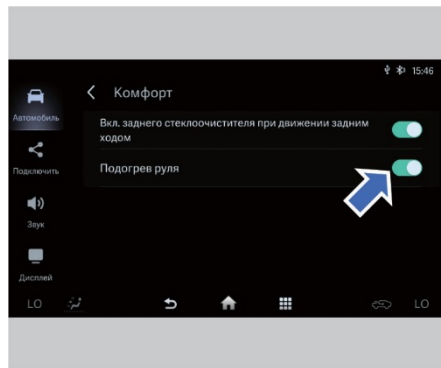 15:46
Комфорт
Автомобиль
Вкл. заднего стеклоочистителя при движении задним
ходом
Подключить
Подогрев руля
Звук
Дисплей
LO
LO